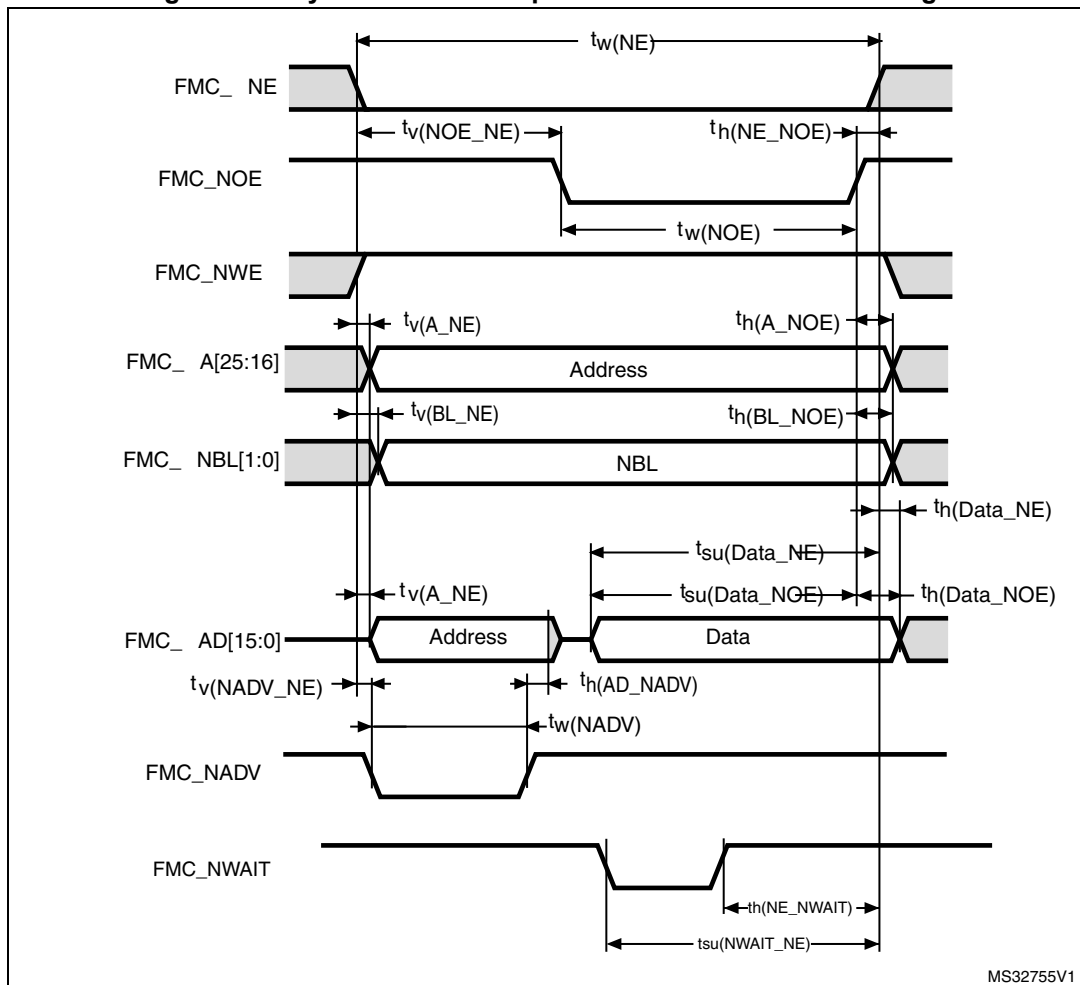 tw(NE)
FMC_ NE
tv(NOE_NE)
th(NE_NOE)
FMC_NOE
tw(NOE)
FMC_NWE
tv(A_NE)
th(A_NOE)
FMC_ A[25:16]
Address
tv(BL_NE)
th(BL_NOE)
FMC_ NBL[1:0]
NBL
th(Data_NE)
tsu(Data_NE)
tv(A_NE)
tsu(Data_NOE)
th(Data_NOE)
FMC_ AD[15:0]
Address
Data
tv(NADV_NE)
th(AD_NADV)
tw(NADV)
FMC_NADV
FMC_NWAIT
th(NE_NWAIT)
tsu(NWAIT_NE)
MS32755V1